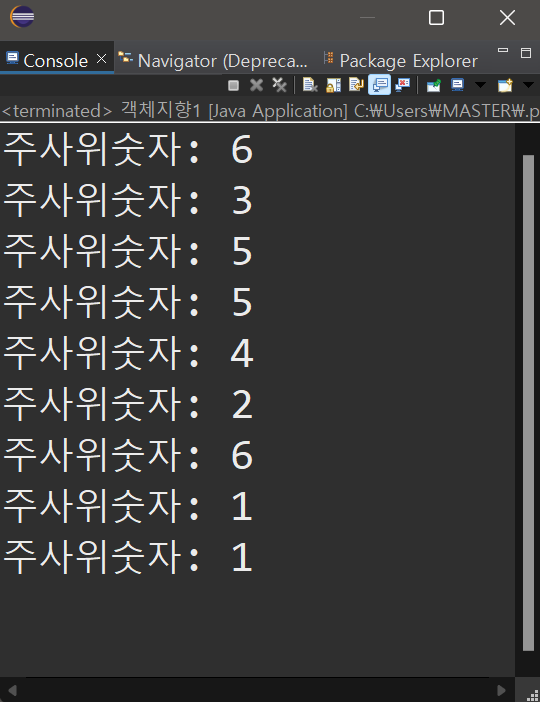 Console Navigator (Depreca... Package Explorer
<terminated> 객체지향1 [Java Application] C:₩Users₩MASTER₩.p
주사위숫자: 6
주사위숫자: 3
주사위숫자: 5
주사위숫자: 5
주사위숫자: 4
주사위숫자: 2
주사위숫자: 6
주사위숫자: 1
주사위숫자: 1